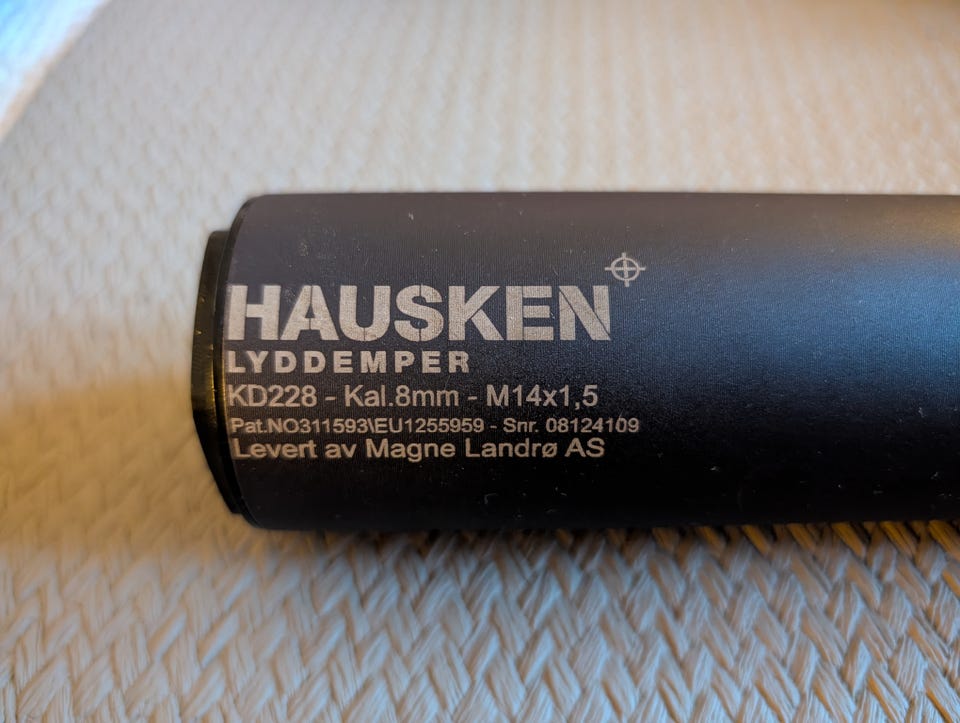 HAUSKEN
LYDDEMPER
KD228 - Kal.8mm - M14x1,5
Pat.NO311593\EU1255959 - Snr. 08124109
Levert av Magne Landrø AS